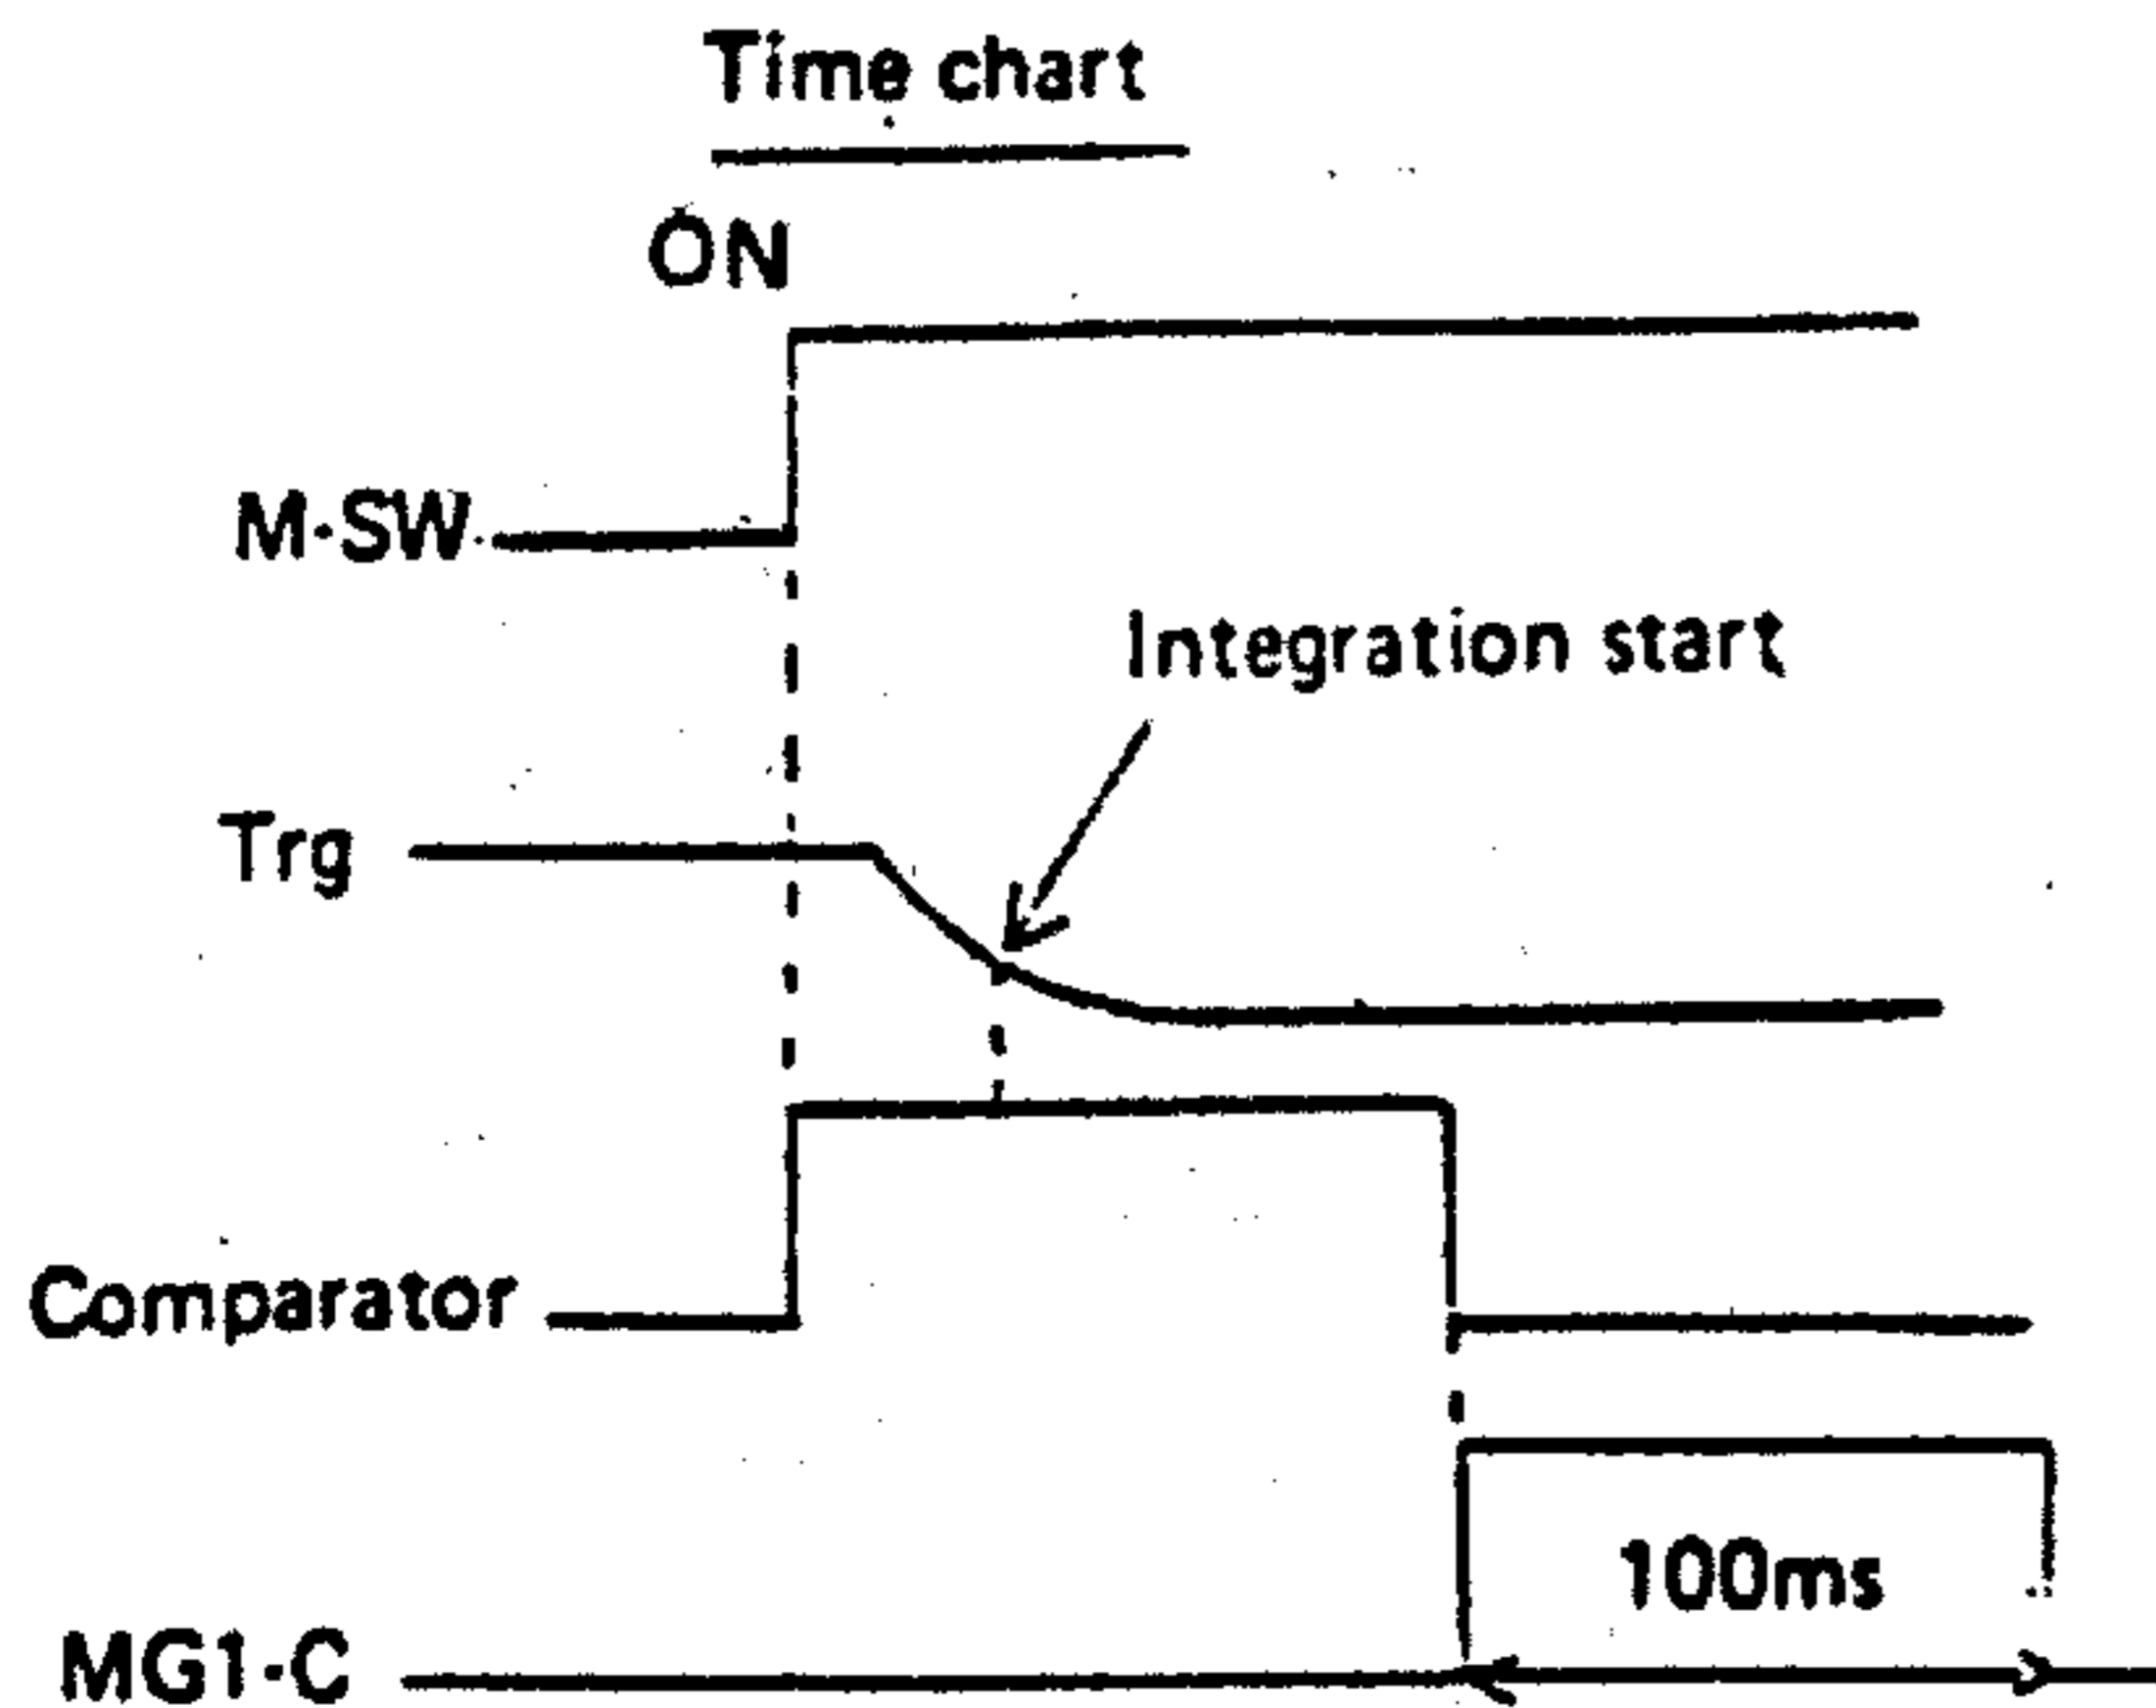 Time chart
ON
M·SW.
Integration start
Trg
Comparator
100ms
MG1-C